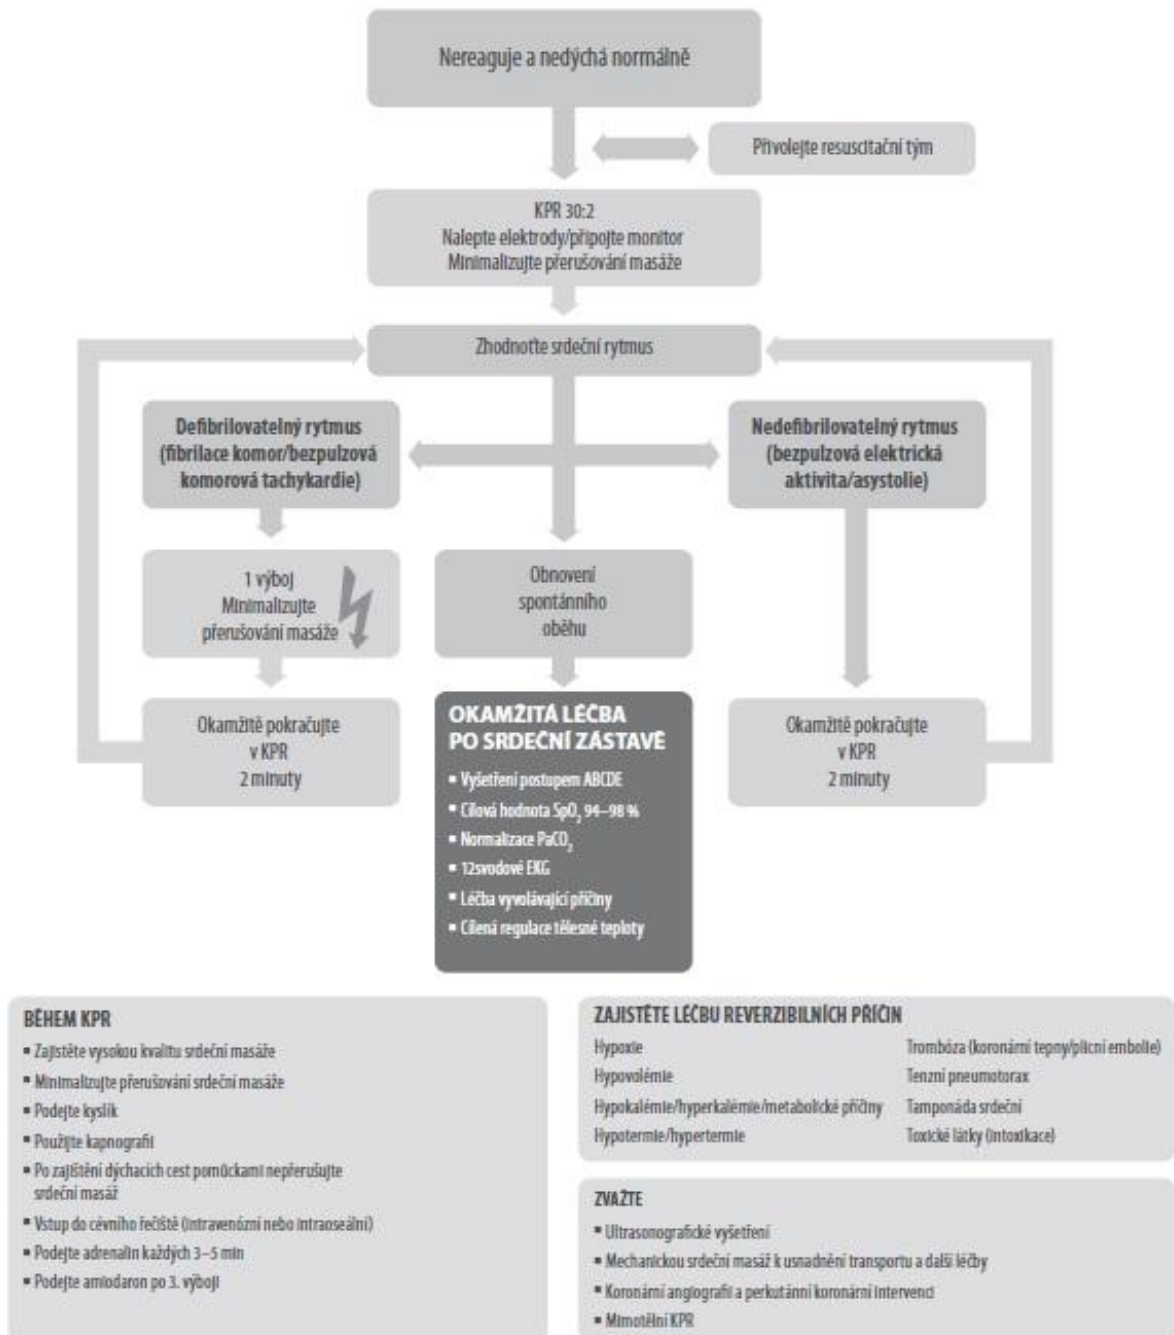 Nereaguje a nedýchá normálně
Přivolejte resuscitační tým
KPR 30:2
Nalepte elektrody/připojte monitor
Minimalizujte přerušování masáže
Zhodnoťte srdeční rytmus
Defibrilovatelný rytmus
(fibrilace komor/bezpulzová
komorová tachykardie)
Nedefibrilovatelný rytmus
(bezpulzová elektrická
aktivita/asystolie)
1 výboj
Minimalizujte
přerušování masáže
Obnovení
spontánního
oběhu
Okamžitě pokračujte
v KPR
2 minuty
OKAMŽITÁ LÉČBA
PO SRDEČNÍ ZÁSTAVĚ
▪ Vyšetření postupem ABCDE
▪ Cílová hodnota SpO₂ 94–98 %
▪ Normalizace PaCO₂
▪ 12svodové EKG
▪ Léčba vyvolávající příčiny
▪ Cílená regulace tělesné teploty
Okamžitě pokračujte
v KPR
2 minuty
BĚHEM KPR
▪ Zajistěte vysokou kvalitu srdeční masáže
▪ Minimalizujte přerušování srdeční masáže
▪ Podejte kyslík
▪ Použijte kapnografii
▪ Po zajištění dýchacích cest pomůckami nepřerušujte
srdeční masáž
▪ Vstup do cévního řečiště (intravenózní nebo intraoseální)
▪ Podejte adrenalin každých 3–5 min
▪ Podejte amiodaron po 3. výboji
ZAJISTĚTE LÉČBU REVERZIBILNÍCH PŘÍČIN
Hypoxie
Hypovolémie
Hypokalémie/hyperkalémie/metabolické příčiny
Hypotermie/hypertermie
Trombóza (koronární tepny/plicní embolie)
Tenzní pneumotorax
Tamponáda srdeční
Toxické látky (intoxikace)
ZVAŽTE
▪ Ultrasonografické vyšetření
▪ Mechanickou srdeční masáž k usnadnění transportu a další léčby
▪ Koronární angiografii a perkutánní koronární intervenci
▪ Mimotělní KPR